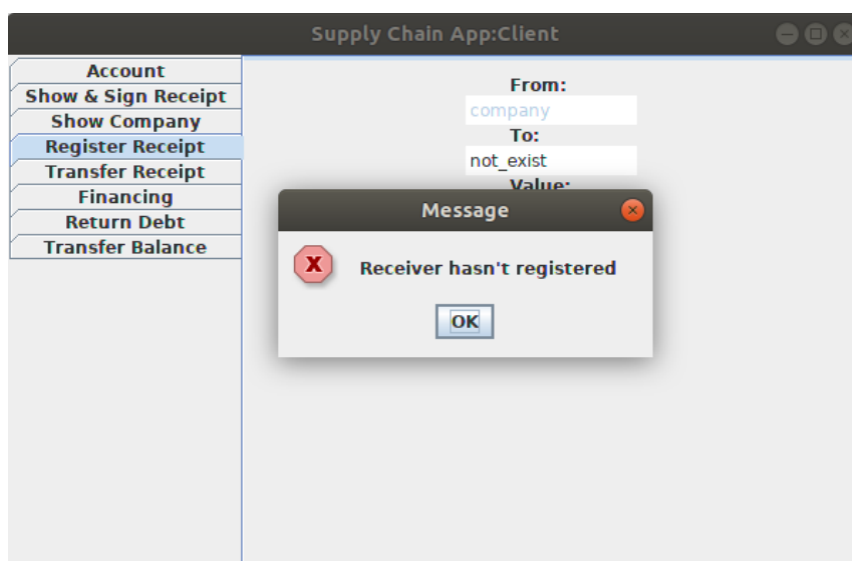 Supply Chain App:Client
Account
Show & Sign Receipt
Show Company
Register Receipt
Transfer Receipt
Financing
Return Debt
Transfer Balance
From:
company
To:
not_exist
Value:
Message
X
Receiver hasn't registered
OK